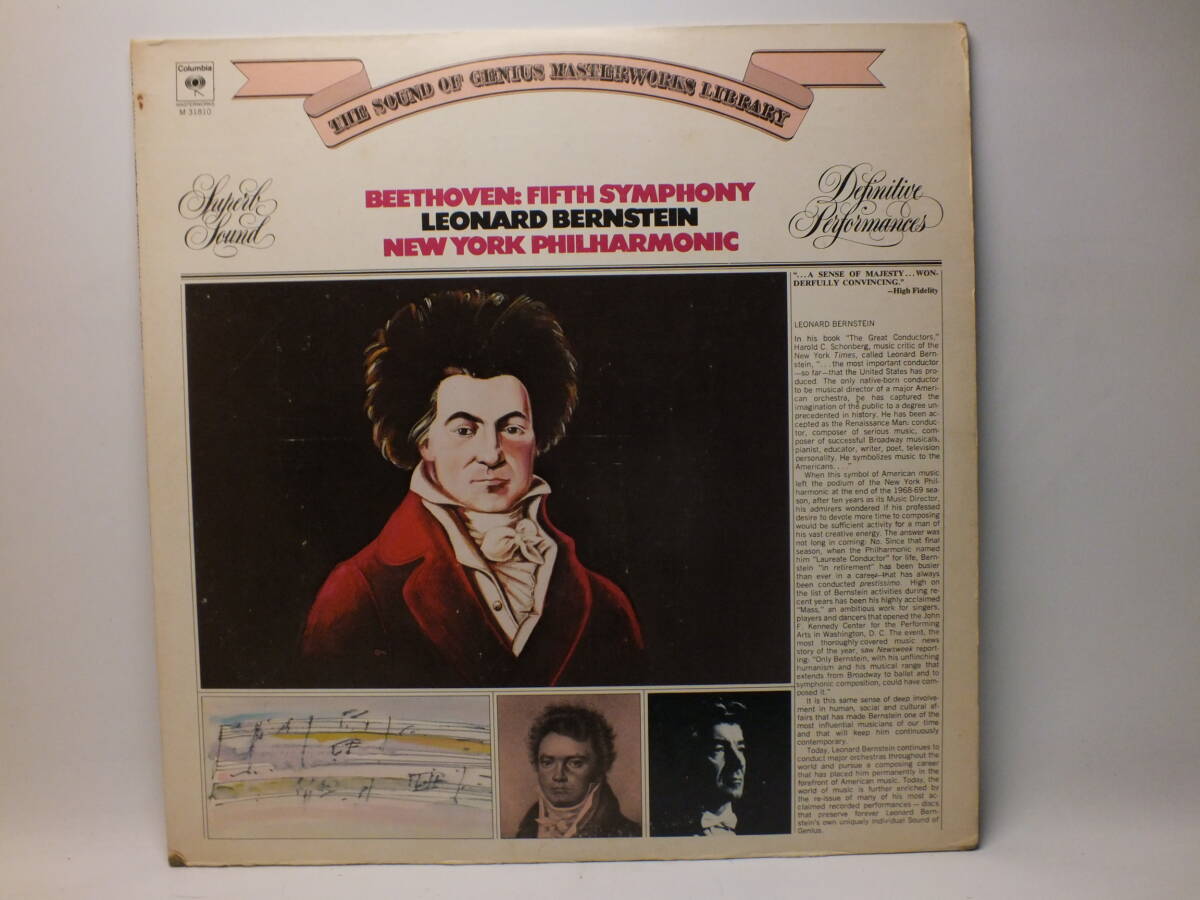 Columbia
MASTERWORKS
M 31810
THE SOUND OF GENIUS MASTERWORKS LIBRARY
Superb
Sound
BEETHOVEN: FIFTH SYMPHONY
LEONARD BERNSTEIN
NEW YORK PHILHARMONIC
Definitive
Performances
"...A SENSE OF MAJESTY...WON-
DERFULLY CONVINCING."
—High Fidelity
LEONARD BERNSTEIN
In his book "The Great Conductors,"
Harold C. Schonberg, music critic of the
New York Times, called Leonard Bern-
stein, "...the most important conductor
—so far—that the United States has pro-
duced. The only native-born conductor
to be musical director of a major Ameri-
can orchestra, he has captured the
imagination of the public to a degree un-
precedented in history. He has been ac-
cepted as the Renaissance Man: conduc-
tor, composer of serious music, com-
poser of successful Broadway musicals,
pianist, educator, writer, poet, television
personality. He symbolizes music to the
Americans...."
When this symbol of American music
left the podium of the New York Phil-
harmonic at the end of the 1968-69 sea-
son, after ten years as its Music Director,
his admirers wondered if his professed
desire to devote more time to composing
would be sufficient activity for a man of
his vast creative energy. The answer was
not long in coming: No. Since that final
season, when the Philharmonic named
him "Laureate Conductor" for life, Bern-
stein "in retirement" has been busier
than ever in a career—that has always
been conducted prestissimo. High on
the list of Bernstein activities during re-
cent years has been his highly acclaimed
"Mass," an ambitious work for singers,
players and dancers that opened the John
F. Kennedy Center for the Performing
Arts in Washington, D. C. The event, the
most thoroughly covered music news
story of the year, saw Newsweek report-
ing: "Only Bernstein, with his unflinching
humanism and his musical range that
extends from Broadway to ballet and to
symphonic composition, could have com-
posed it."
It is this same sense of deep involve-
ment in human, social and cultural af-
fairs that has made Bernstein one of the
most influential musicians of our time
and that will keep him continuously
contemporary.
Today, Leonard Bernstein continues to
conduct major orchestras throughout the
world and pursue a composing career
that has placed him permanently in the
forefront of American music. Today, the
world of music is further enriched by
the re-issue of many of his most ac-
claimed recorded performances—discs
that preserve forever Leonard Bern-
stein's own uniquely individual Sound of
Genius.